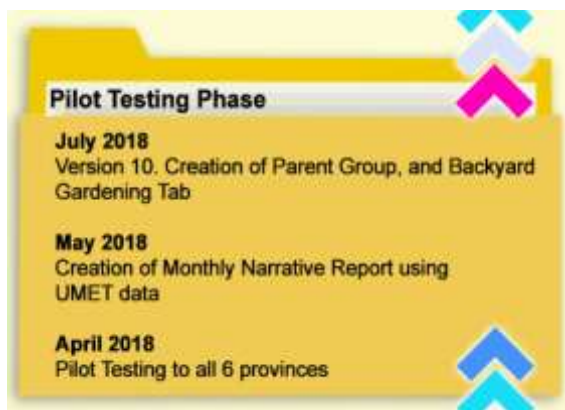 Pilot Testing Phase
July 2018
Version 10. Creation of Parent Group, and Backyard
Gardening Tab
May 2018
Creation of Monthly Narrative Report using
UMET data
April 2018
Pilot Testing to all 6 provinces